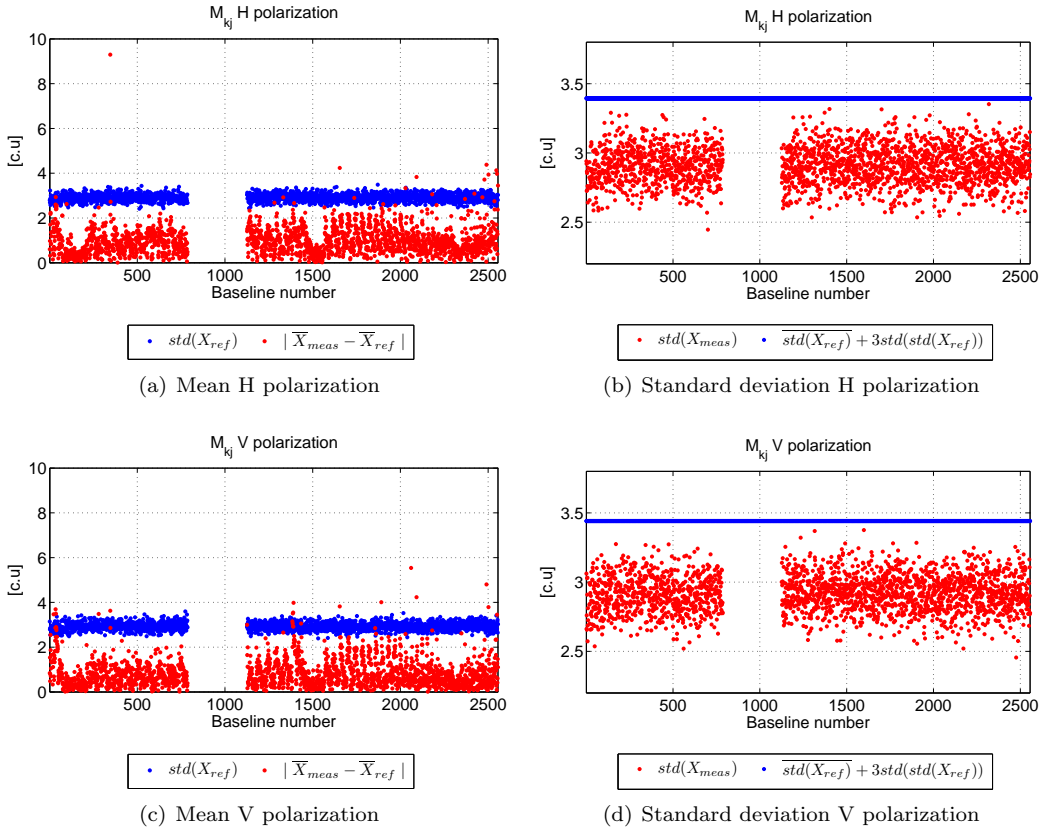 M_kj H polarization
10
8
6
4
2
0
[c.u]
500 1000 1500 2000 2500
Baseline number
std(X_ref) | X̅_meas − X̅_ref |
(a) Mean H polarization
M_kj H polarization
3.5
3
2.5
[c.u]
500 1000 1500 2000 2500
Baseline number
std(X_meas) \overline{std(X_ref)} + 3std(std(X_ref))
(b) Standard deviation H polarization
M_kj V polarization
10
8
6
4
2
0
[c.u]
500 1000 1500 2000 2500
Baseline number
std(X_ref) | X̅_meas − X̅_ref |
(c) Mean V polarization
M_kj V polarization
3.5
3
2.5
[c.u]
500 1000 1500 2000 2500
Baseline number
std(X_meas) \overline{std(X_ref)} + 3std(std(X_ref))
(d) Standard deviation V polarization